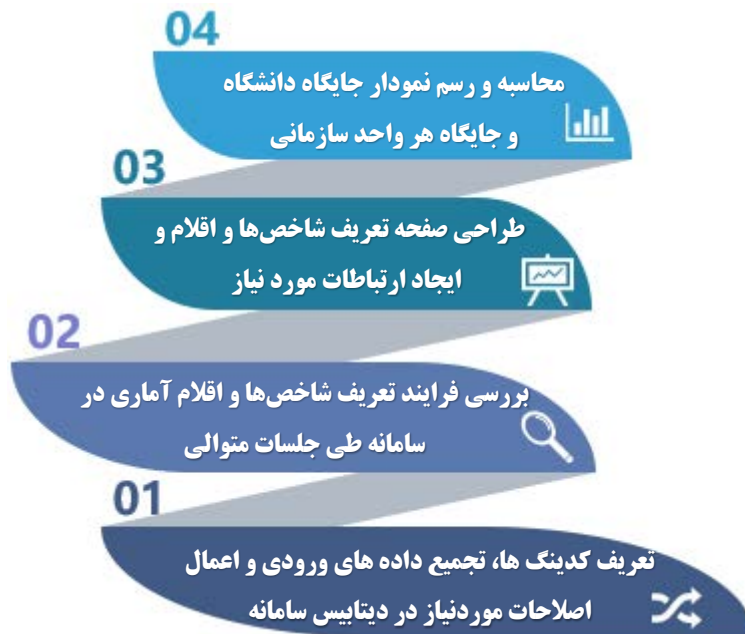 04
محاسبه و رسم نمودار جایگاه دانشگاه
و جایگاه هر واحد سازمانی
03
طراحی صفحه تعریف شاخص‌ها و اقلام و
ایجاد ارتباطات مورد نیاز
02
بررسی فرایند تعریف شاخص‌ها و اقلام آماری در
سامانه طی جلسات متوالی
01
تعریف کدینگ ها، تجمیع داده های ورودی و اعمال
اصلاحات موردنیاز در دیتابیس سامانه